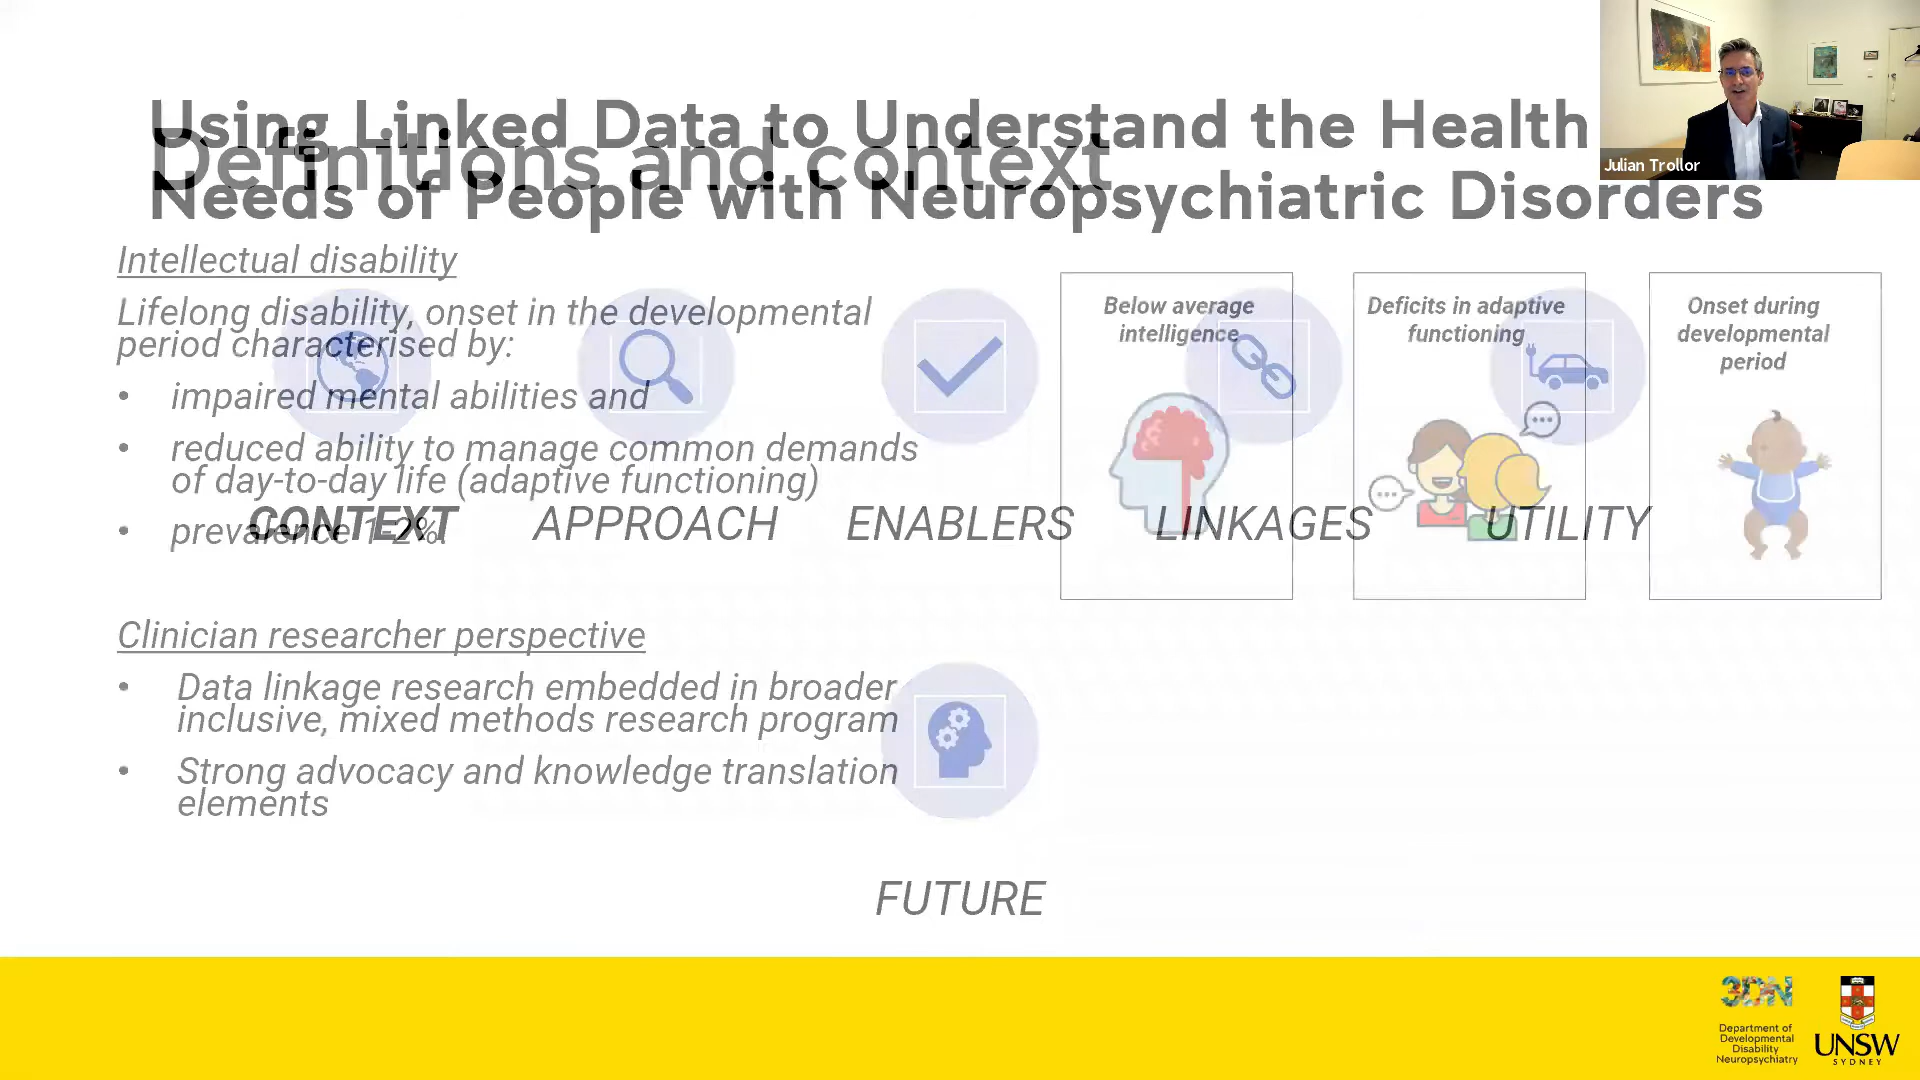 Using Linked Data to Understand the Health
Needs of People with Neuropsychiatric Disorders
Definitions and context
Julian Trollor
Intellectual disability
Lifelong disability, onset in the developmental
period characterised by:
• impaired mental abilities and
• reduced ability to manage common demands
of day-to-day life (adaptive functioning)
• prevalence 1-2%.
Below average
intelligence
Deficits in adaptive
functioning
Onset during
developmental
period
CONTEXT
APPROACH
ENABLERS
LINKAGES
UTILITY
Clinician researcher perspective
• Data linkage research embedded in broader
inclusive, mixed methods research program
• Strong advocacy and knowledge translation
elements
FUTURE
3DN
Department of
Developmental
Disability
Neuropsychiatry
UNSW
SYDNEY